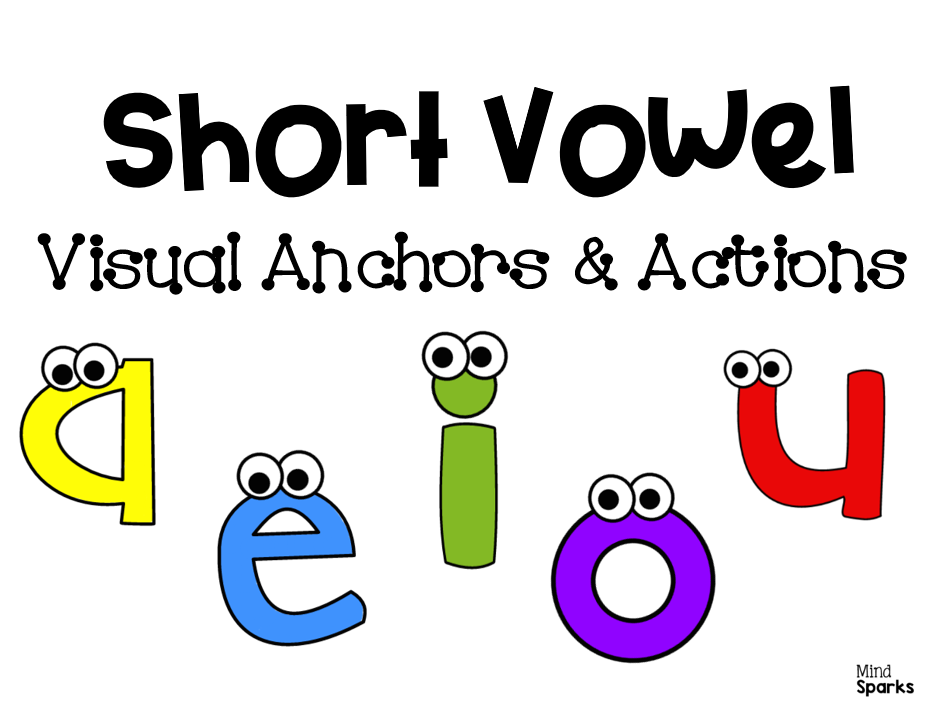 Short Vowel
Visual Anchors & Actions
a e i o u
Mind
Sparks